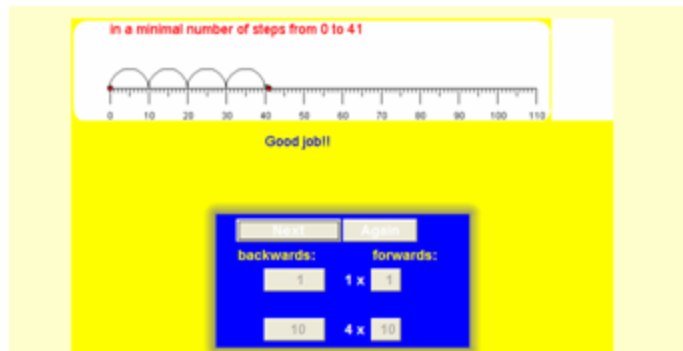 in a minimal number of steps from 0 to 41
0 10 20 30 40 50 60 70 80 90 100 110
Good job!!
Next Again
backwards: forwards:
1 1 x 1
10 4 x 10